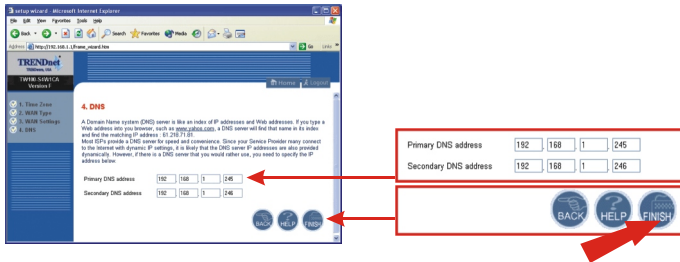 setup wizard - Microsoft Internet Explorer
File Edit View Favorites Tools Help
Back Search Favorites Media
Address http://192.168.1.1/frame_wizard.htm Go Links
TRENDnet
TRENDware, USA
TW100-S4W1CA
Version F
Home Logout
1. Time Zone
2. WAN Type
3. WAN Settings
4. DNS
4. DNS
A Domain Name system (DNS) server is like an index of IP addresses and Web addresses. If you type a
Web address into your browser, such as www.yahoo.com, a DNS server will find that name in its index
and find the matching IP address : 61.218.71.81.
Most ISPs provide a DNS server for speed and convenience. Since your Service Provider many connect
to the Internet with dynamic IP settings, it is likely that the DNS server IP addresses are also provided
dynamically. However, if there is a DNS server that you would rather use, you need to specify the IP
address below.
Primary DNS address 192 . 168 . 1 . 245
Secondary DNS address 192 . 168 . 1 . 246
BACK HELP FINISH
Primary DNS address 192 . 168 . 1 . 245
Secondary DNS address 192 . 168 . 1 . 246
BACK HELP FINISH